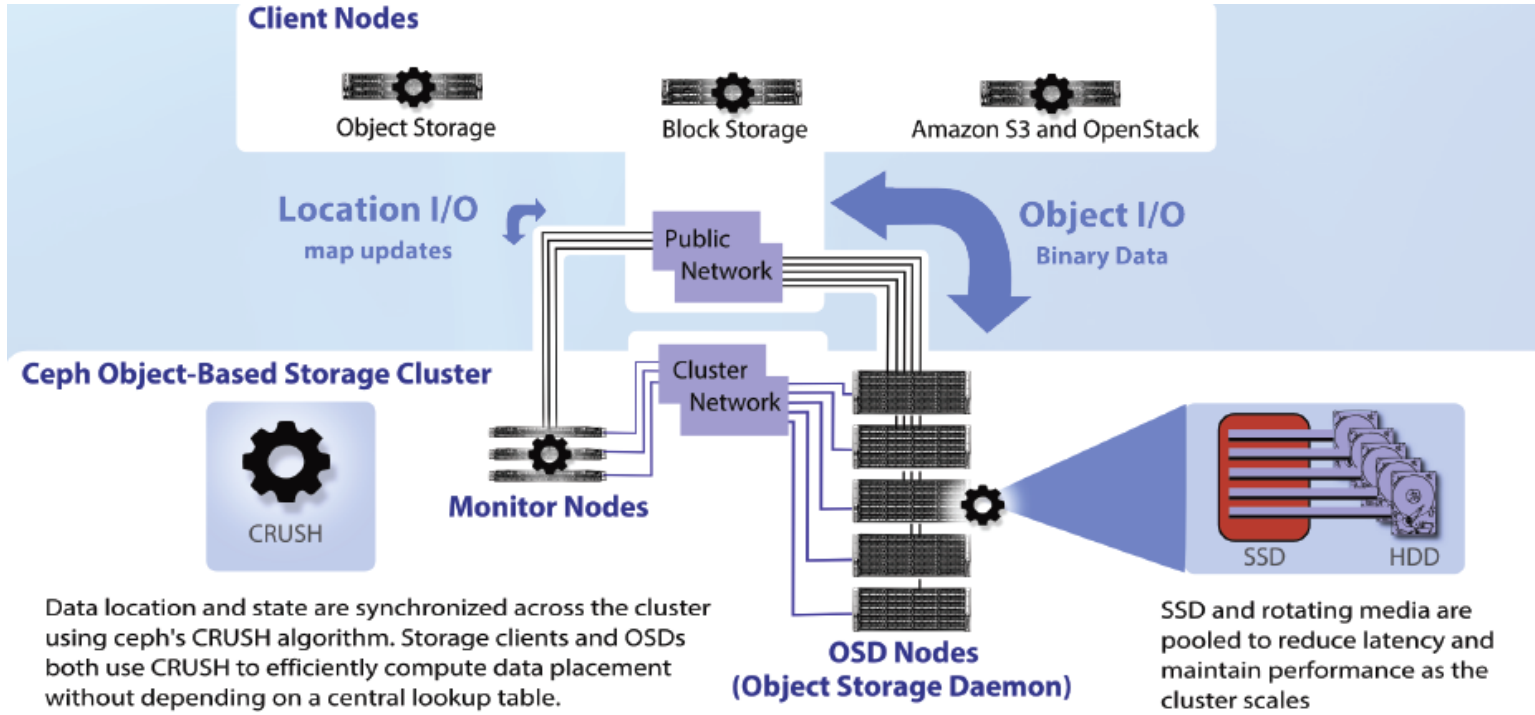 Client Nodes
Object Storage
Block Storage
Amazon S3 and OpenStack
Location I/O
map updates
Public
Network
Object I/O
Binary Data
Ceph Object-Based Storage Cluster
Cluster
Network
CRUSH
Monitor Nodes
SSD
HDD
Data location and state are synchronized across the cluster
using ceph's CRUSH algorithm. Storage clients and OSDs
both use CRUSH to efficiently compute data placement
without depending on a central lookup table.
OSD Nodes
(Object Storage Daemon)
SSD and rotating media are
pooled to reduce latency and
maintain performance as the
cluster scales